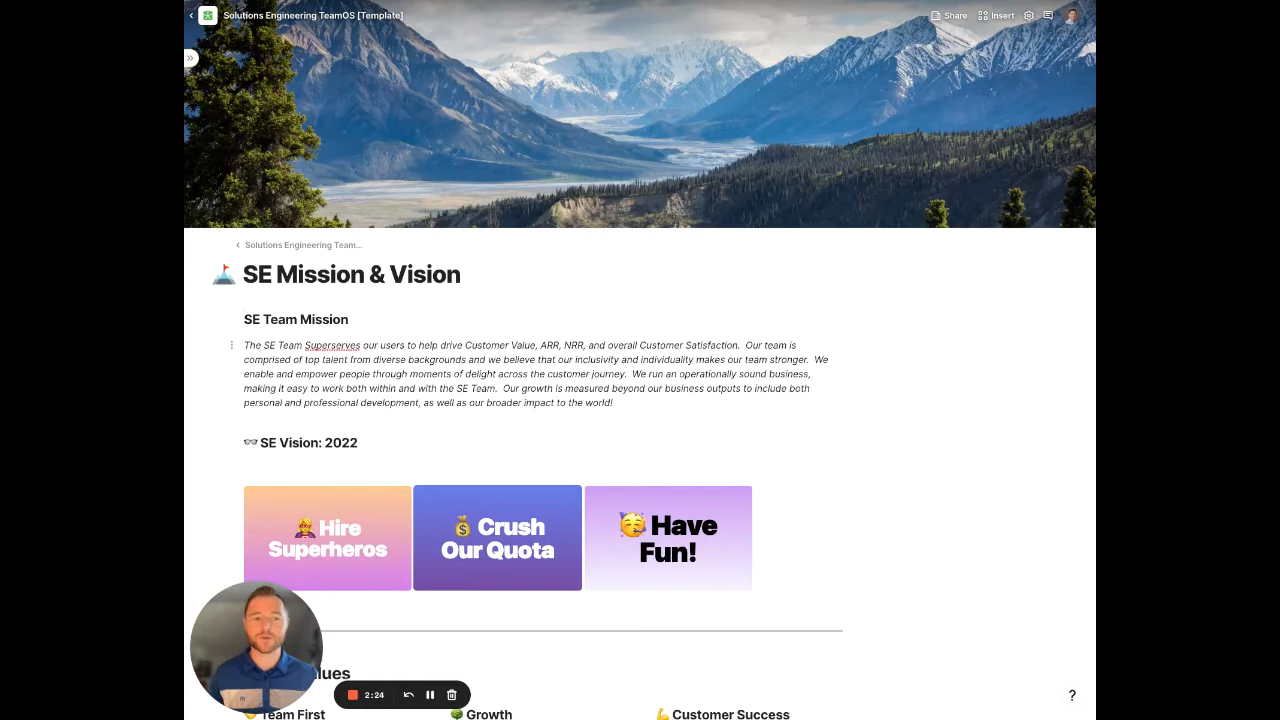 Solutions Engineering TeamOS [Template]
Share
Insert
Solutions Engineering Team...
SE Mission & Vision
SE Team Mission
The SE Team Superserves our users to help drive Customer Value, ARR, NRR, and overall Customer Satisfaction. Our team is
comprised of top talent from diverse backgrounds and we believe that our inclusivity and individuality makes our team stronger. We
enable and empower people through moments of delight across the customer journey. We run an operationally sound business,
making it easy to work both within and with the SE Team. Our growth is measured beyond our business outputs to include both
personal and professional development, as well as our broader impact to the world!
👓 SE Vision: 2022
Hire
Superheros
💰 Crush
Our Quota
🥳 Have
Fun!
lues
2:24
?
Team First
🌳 Growth
💪 Customer Success